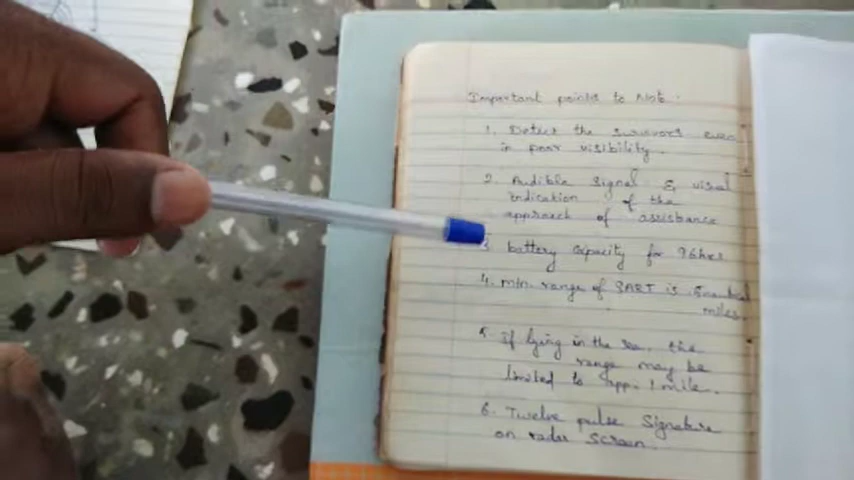 Important points to Note :
1. Detect the survivors even
in poor visibility.
2. Audible signal & visual
indication of the
approach of assistance
3 battery capacity for 96hrs
4. Min. range of SART is 5 nautical
miles.
5. If lying in the sea, the
range may be
limited to app. 1 mile.
6. Twelve pulse Signature
on radar screen.